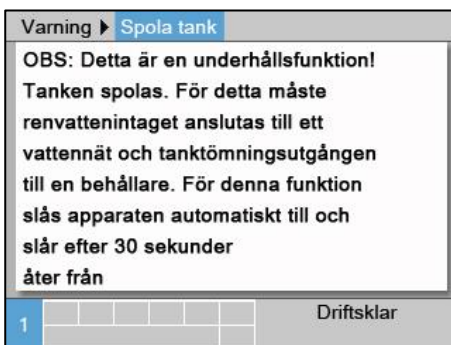 Varning ▶ Spola tank
OBS: Detta är en underhållsfunktion!
Tanken spolas. För detta måste
renvattenintaget anslutas till ett
vattennät och tanktömningsutgången
till en behållare. För denna funktion
slås apparaten automatiskt till och
slår efter 30 sekunder
åter från
1
Driftsklar